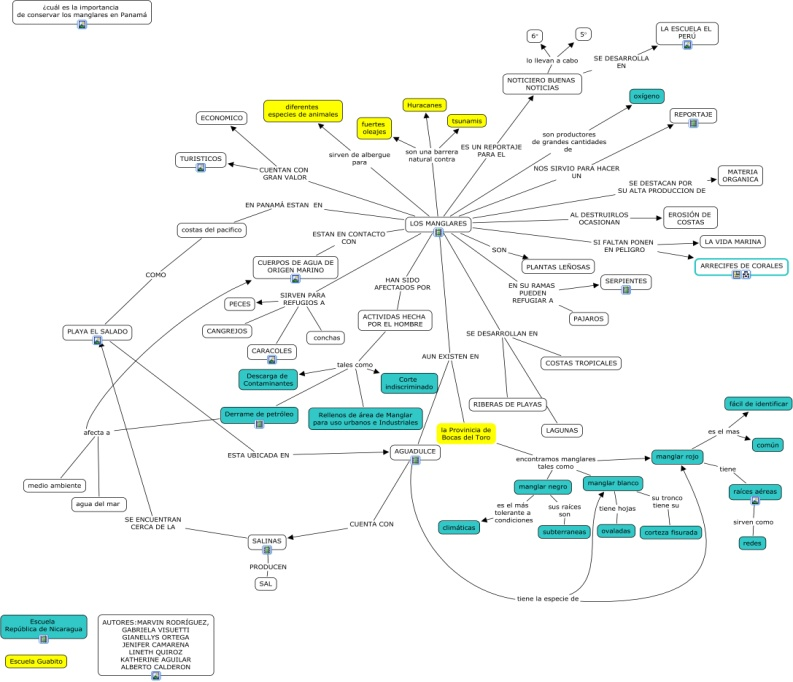 ¿cuál es la importancia
de conservar los manglares en Panamá
6º
5º
LA ESCUELA EL
PERÚ
lo llevan a cabo
SE DESARROLLA
EN
NOTICIERO BUENAS
NOTICIAS
oxígeno
diferentes
especies de animales
Huracanes
tsunamis
fuertes
oleajes
ECONOMICO
REPORTAJE
son productores
de grandes cantidades
de
sirven de albergue
para
son una barrera
natural contra
ES UN REPORTAJE
PARA EL
TURISTICOS
CUENTAN CON
GRAN VALOR
NOS SIRVIO PARA HACER
UN
MATERIA
ORGANICA
SE DESTACAN POR
SU ALTA PRODUCCION DE
EN PANAMÁ ESTAN EN
costas del pacifico
LOS MANGLARES
AL DESTRUIRLOS
OCASIONAN
EROSIÓN DE
COSTAS
ESTAN EN CONTACTO
CON
SI FALTAN PONEN
EN PELIGRO
LA VIDA MARINA
SON
PLANTAS LEÑOSAS
ARRECIFES DE CORALES
CUERPOS DE AGUA DE
ORIGEN MARINO
COMO
HAN SIDO
AFECTADOS POR
EN SU RAMAS
PUEDEN
REFUGIAR A
SERPIENTES
PAJAROS
SIRVEN PARA
REFUGIOS A
PECES
CANGREJOS
CARACOLES
conchas
ACTIVIDAES HECHA
POR EL HOMBRE
PLAYA EL SALADO
SE DESARROLLAN EN
COSTAS TROPICALES
RIBERAS DE PLAYAS
LAGUNAS
AUN EXISTEN EN
tales como
Descarga de
Contaminantes
Corte
indiscriminado
Derrame de petróleo
Rellenos de área de Manglar
para uso urbanos e Industriales
afecta a
medio ambiente
agua del mar
la Provinicia de
Bocas del Toro
ESTA UBICADA EN
AGUADULCE
encontramos manglares
tales como
manglar rojo
es el mas
fácil de identificar
común
tiene
raíces aéreas
sirven como
redes
manglar negro
manglar blanco
es el más
tolerante a
condiciones
climáticas
sus raíces
son
subterraneas
tiene hojas
ovaladas
su tronco
tiene su
corteza fisurada
SE ENCUENTRAN
CERCA DE LA
CUENTA CON
SALINAS
PRODUCEN
SAL
tiene la especie de
Escuela
República de Nicaragua
Escuela Guabito
AUTORES:MARVIN RODRÍGUEZ,
GABRIELA VISUETTI
GIANELLYS ORTEGA
JENIFER CAMARENA
LINETH QUIROZ
KATHERINE AGUILAR
ALBERTO CALDERON